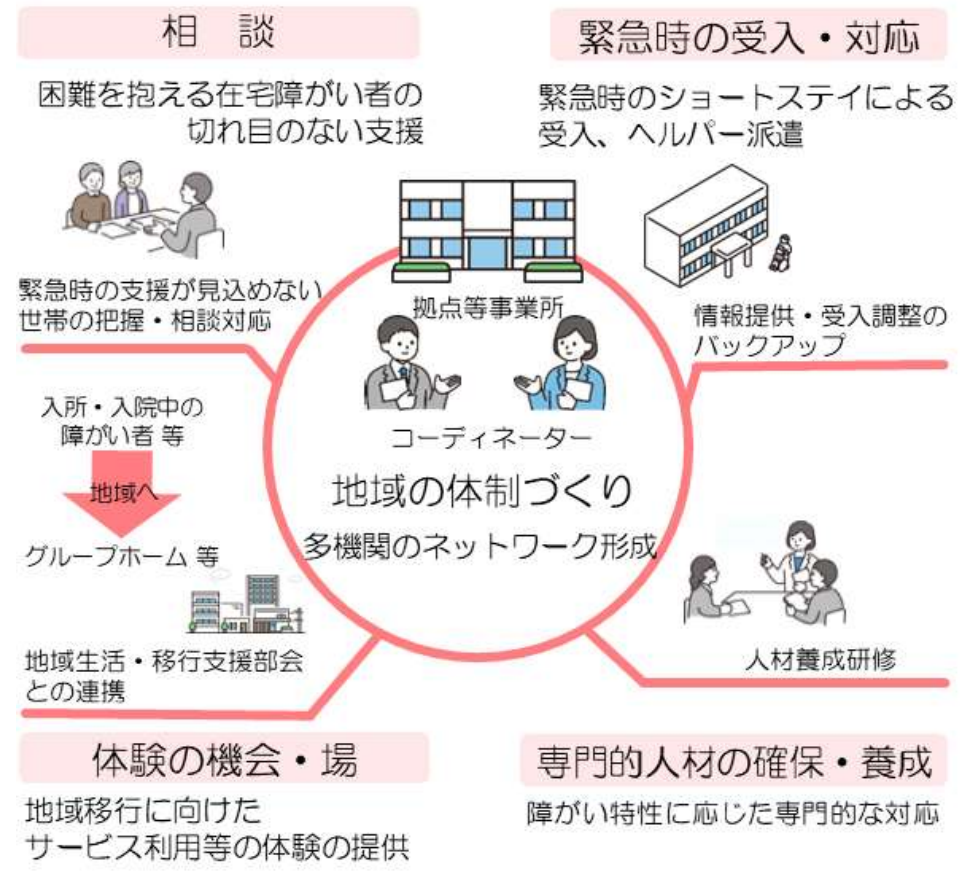 相　談
困難を抱える在宅障がい者の
切れ目のない支援
緊急時の支援が見込めない
世帯の把握・相談対応
緊急時の受入・対応
緊急時のショートステイによる
受入、ヘルパー派遣
情報提供・受入調整の
バックアップ
拠点等事業所
コーディネーター
地域の体制づくり
多機関のネットワーク形成
入所・入院中の
障がい者 等
地域へ
グループホーム 等
地域生活・移行支援部会
との連携
体験の機会・場
地域移行に向けた
サービス利用等の体験の提供
人材養成研修
専門的人材の確保・養成
障がい特性に応じた専門的な対応